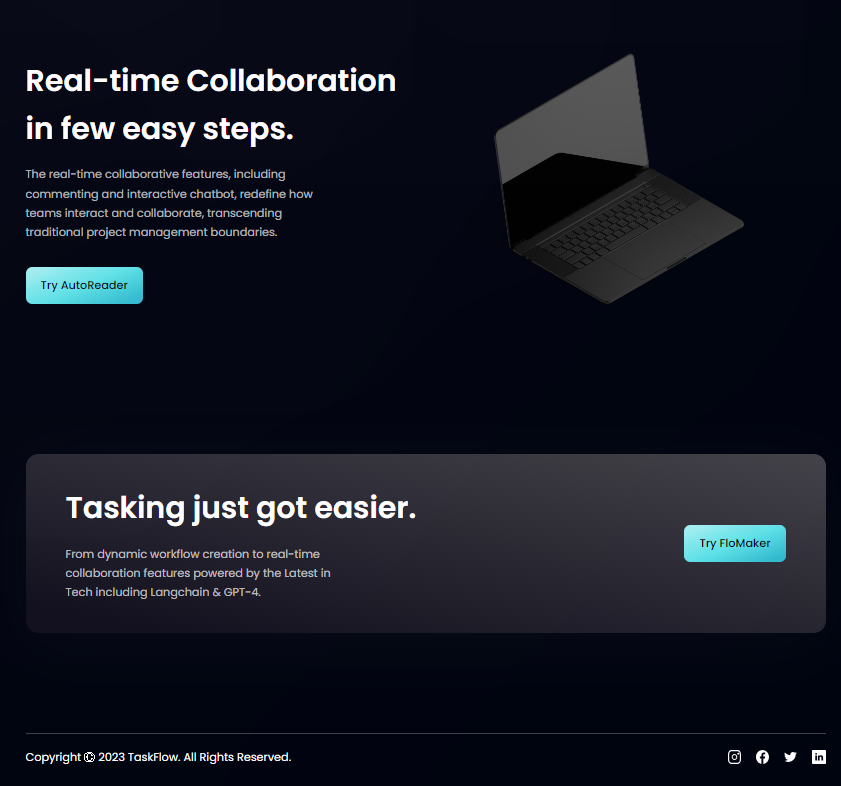 Real-time Collaboration
in few easy steps.
The real-time collaborative features, including
commenting and interactive chatbot, redefine how
teams interact and collaborate, transcending
traditional project management boundaries.
Try AutoReader
Tasking just got easier.
From dynamic workflow creation to real-time
collaboration features powered by the Latest in
Tech including Langchain & GPT-4.
Try FloMaker
Copyright © 2023 TaskFlow. All Rights Reserved.